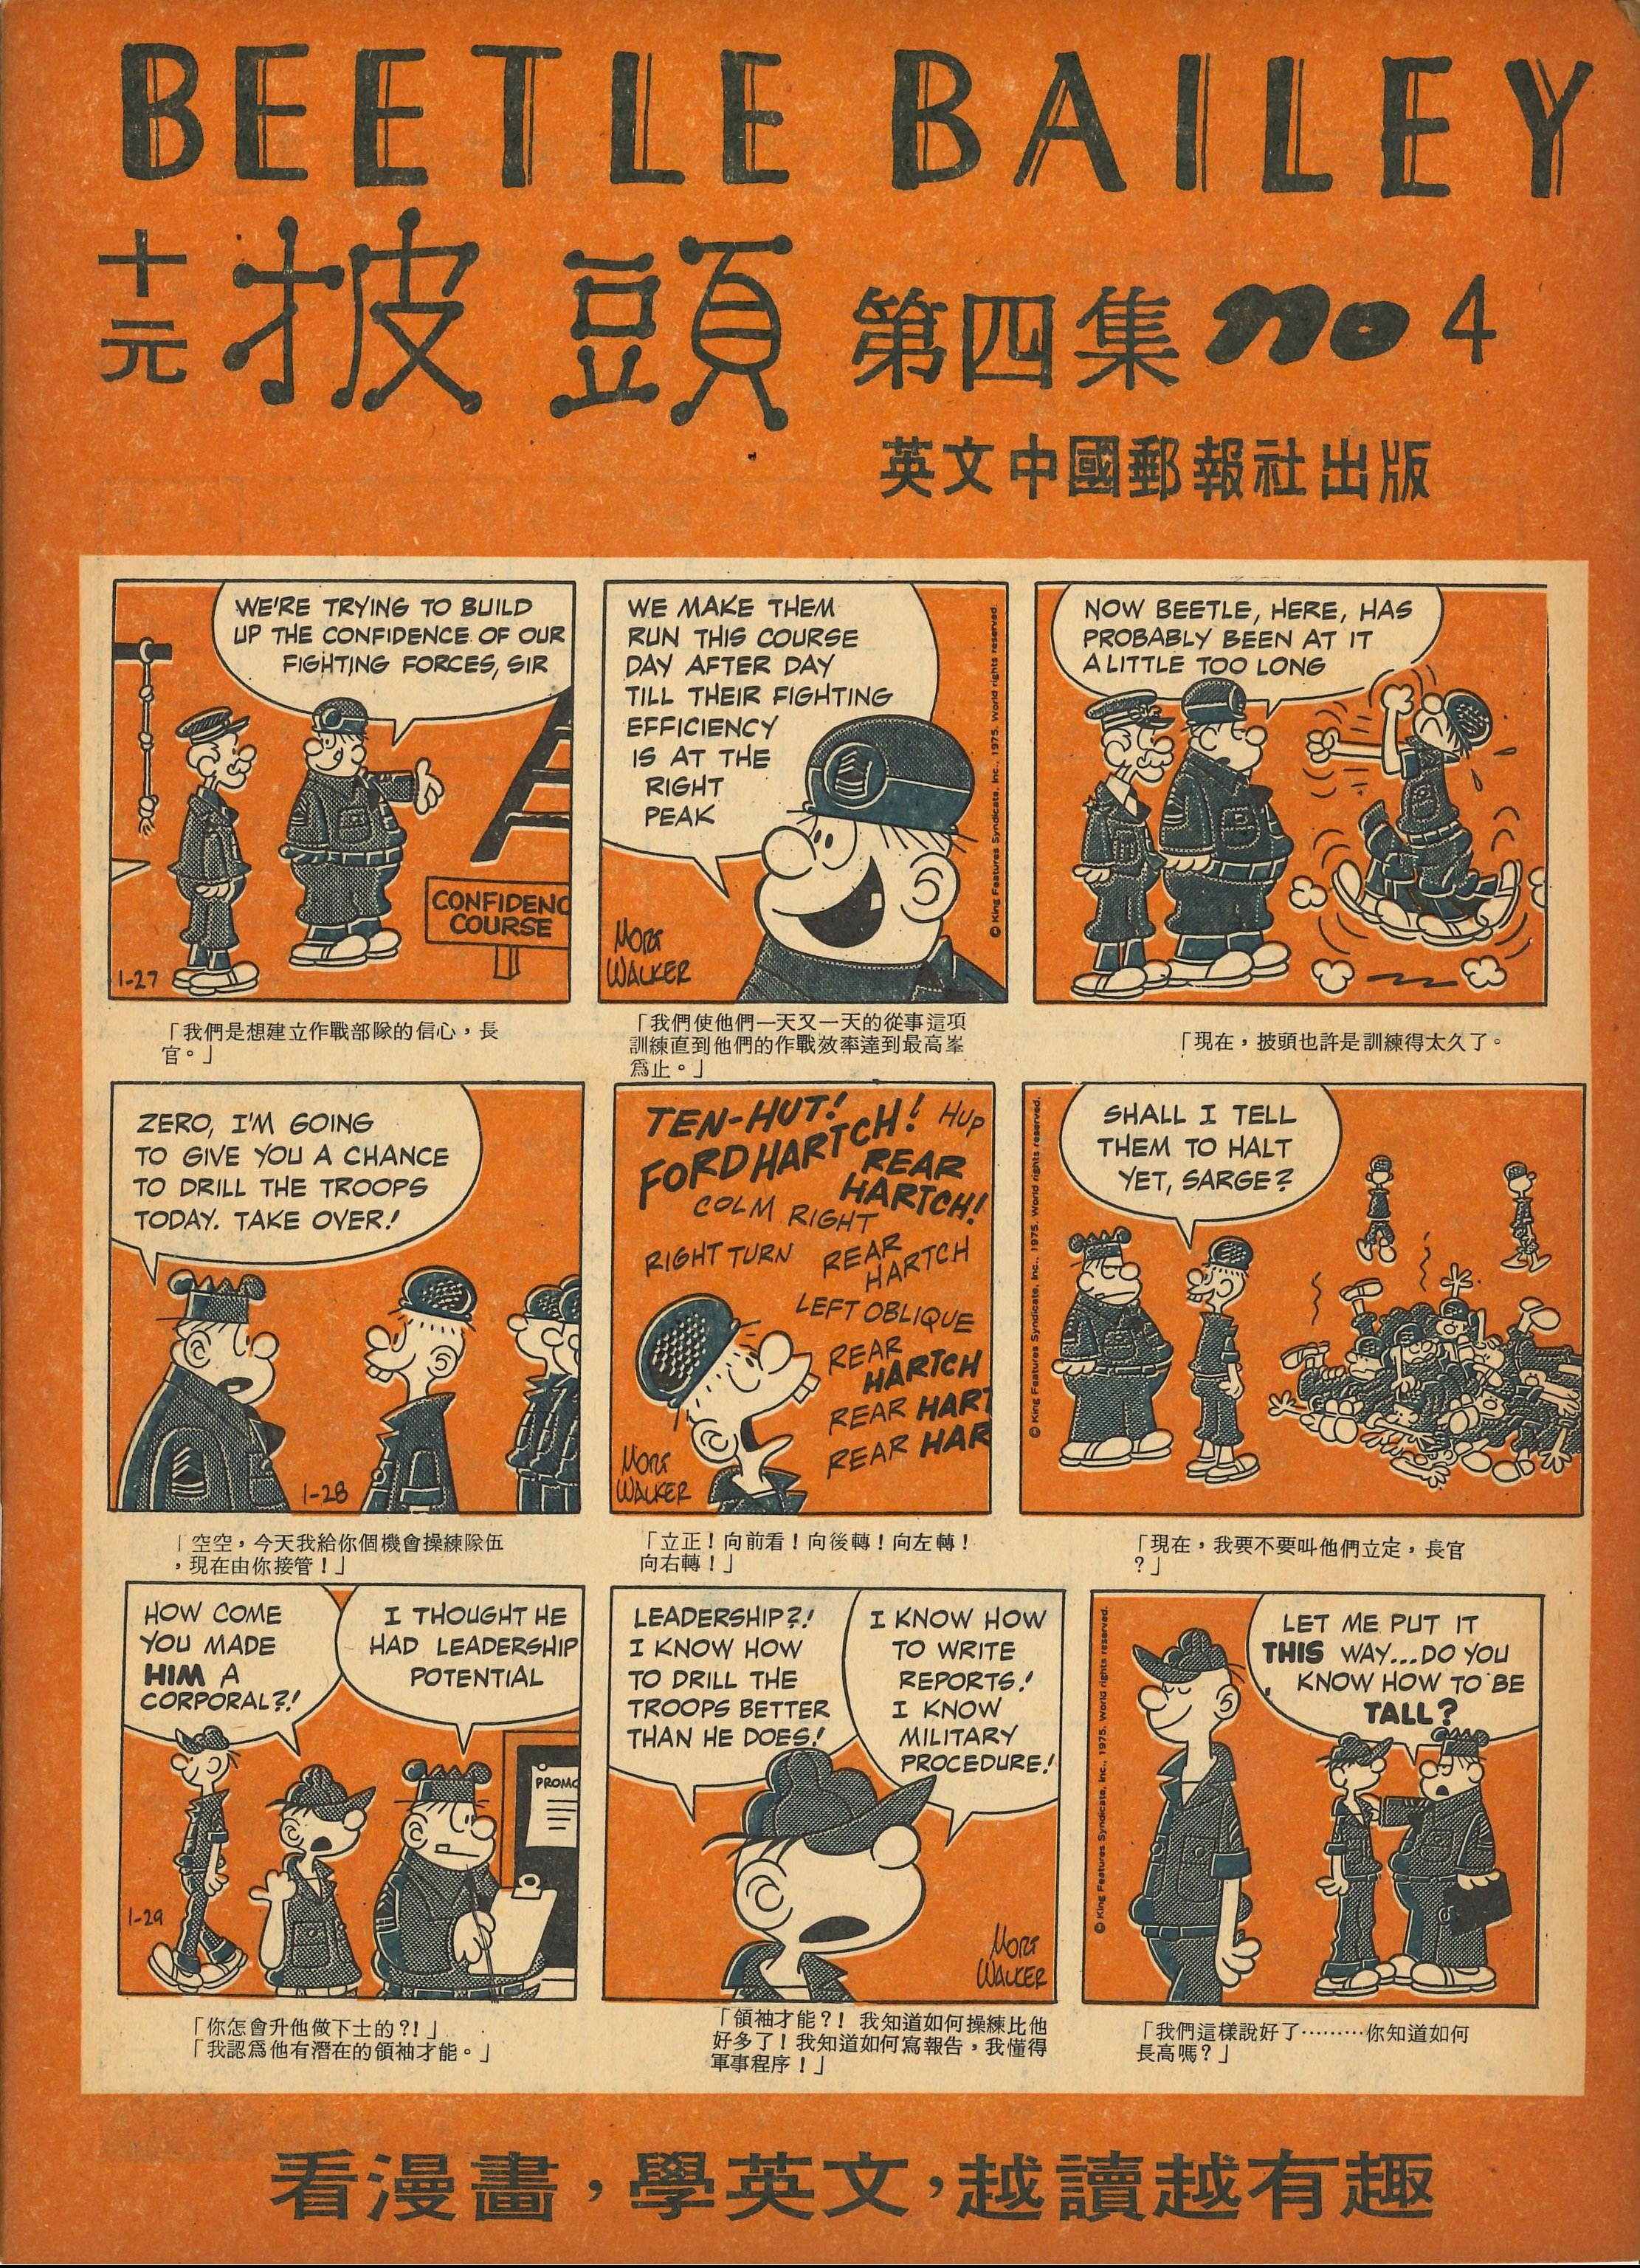 BEETLE BAILEY
十元
披頭 第四集 no 4
英文中國郵報社出版
WE'RE TRYING TO BUILD
UP THE CONFIDENCE OF OUR
FIGHTING FORCES, SIR
CONFIDENC
COURSE
1-27
WE MAKE THEM
RUN THIS COURSE
DAY AFTER DAY
TILL THEIR FIGHTING
EFFICIENCY
IS AT THE
RIGHT
PEAK
MORT
WALKER
© King Features Syndicate, Inc., 1975. World rights reserved.
NOW BEETLE, HERE, HAS
PROBABLY BEEN AT IT
A LITTLE TOO LONG
「我們是想建立作戰部隊的信心,長
官。」
「我們使他們一天又一天的從事這項
訓練直到他們的作戰效率達到最高峯
爲止。」
「現在,披頭也許是訓練得太久了。
ZERO, I'M GOING
TO GIVE YOU A CHANCE
TO DRILL THE TROOPS
TODAY. TAKE OVER!
1-28
TEN-HUT!
FORD HARTCH! HUP
REAR
HARTCH!
COLM RIGHT
RIGHT TURN
REAR
HARTCH
LEFT OBLIQUE
REAR
HARTCH
REAR HART
REAR HAR
MORT
WALKER
© King Features Syndicate, Inc., 1975. World rights reserved.
SHALL I TELL
THEM TO HALT
YET, SARGE?
「空空,今天我給你個機會操練隊伍
,現在由你接管!」
「立正!向前看!向後轉!向左轉!
向右轉!」
「現在,我要不要叫他們立定,長官
?」
HOW COME
YOU MADE
HIM A
CORPORAL?!
I THOUGHT HE
HAD LEADERSHIP
POTENTIAL
PROMO
1-29
LEADERSHIP?!
I KNOW HOW
TO DRILL THE
TROOPS BETTER
THAN HE DOES!
I KNOW HOW
TO WRITE
REPORTS!
I KNOW
MILITARY
PROCEDURE!
MORT
WALKER
© King Features Syndicate, Inc., 1975. World rights reserved.
LET ME PUT IT
THIS WAY...DO YOU
KNOW HOW TO BE
TALL?
「你怎會升他做下士的?!」
「我認爲他有潛在的領袖才能。」
「領袖才能?!我知道如何操練比他
好多了!我知道如何寫報告,我懂得
軍事程序!」
「我們這樣說好了………你知道如何
長高嗎?」
看漫畫,學英文,越讀越有趣